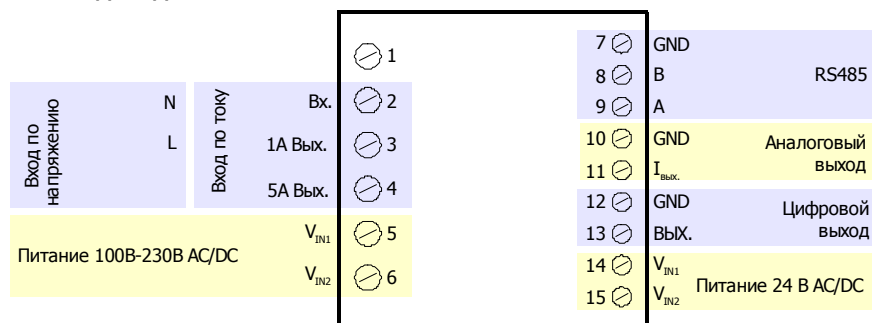 1
Вход по напряжению
N
L
Вход по току
Вх. 2
1А Вых. 3
5А Вых. 4
Питание 100В-230В AC/DC
VIN1 5
VIN2 6
7 GND
8 B
9 A
RS485
10 GND
11 Iвых.
Аналоговый
выход
12 GND
13 ВЫХ.
Цифровой
выход
14 VIN1
15 VIN2
Питание 24 В AC/DC